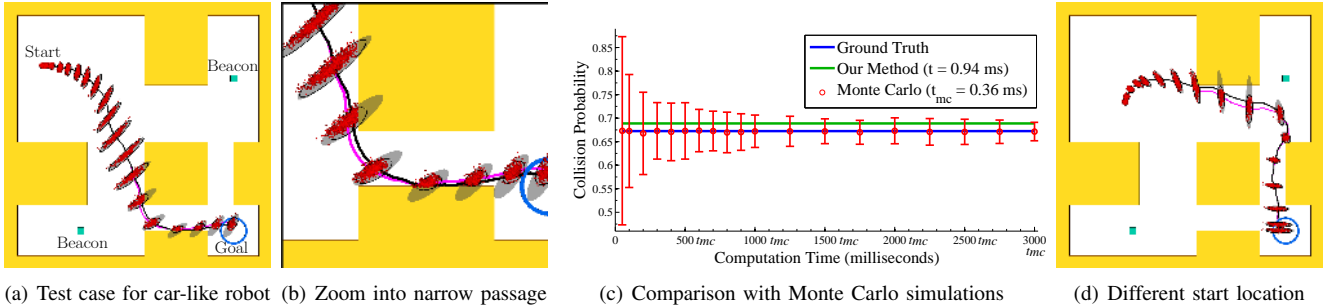 Start
Beacon
Beacon
Goal
(a) Test case for car-like robot
(b) Zoom into narrow passage
Collision Probability
0.85
0.8
0.75
0.7
0.65
0.6
0.55
0.5
Ground Truth
Our Method (t = 0.94 ms)
Monte Carlo (t_mc = 0.36 ms)
0
500 tmc
1000 tmc
1500 tmc
2000 tmc
2500 tmc
3000 tmc
Computation Time (milliseconds)
(c) Comparison with Monte Carlo simulations
(d) Different start location